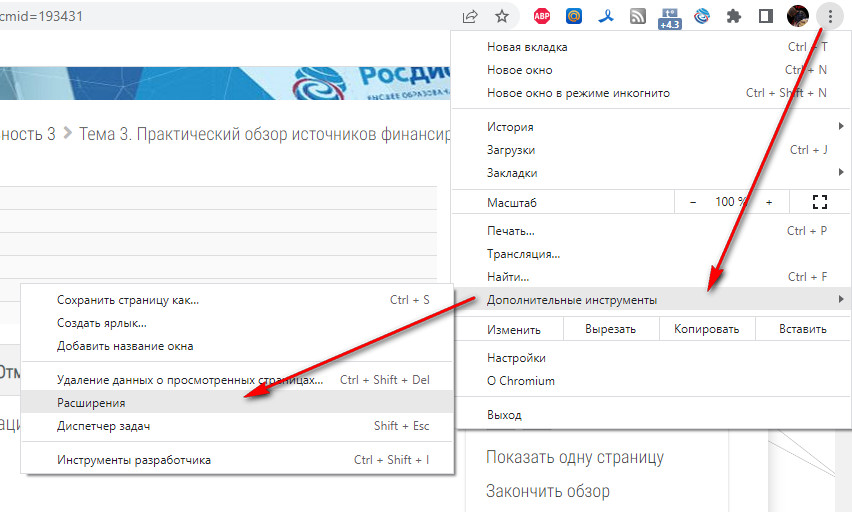 cmid=193431
ABP
+4.3
РосДис
ВЫСШЕЕ ОБРАЗОВА
ность 3 > Тема 3. Практический обзор источников финансир
Новая вкладка Ctrl + T
Новое окно Ctrl + N
Новое окно в режиме инкогнито Ctrl + Shift + N
История
Загрузки Ctrl + J
Закладки
Масштаб − 100 % +
Печать... Ctrl + P
Трансляция...
Найти... Ctrl + F
Дополнительные инструменты
Изменить Вырезать Копировать Вставить
Настройки
О Chromium
Выход
Сохранить страницу как... Ctrl + S
Создать ярлык...
Добавить название окна
Удаление данных о просмотренных страницах... Ctrl + Shift + Del
Расширения
Диспетчер задач Shift + Esc
Инструменты разработчика Ctrl + Shift + I
Отм
аци
Показать одну страницу
Закончить обзор